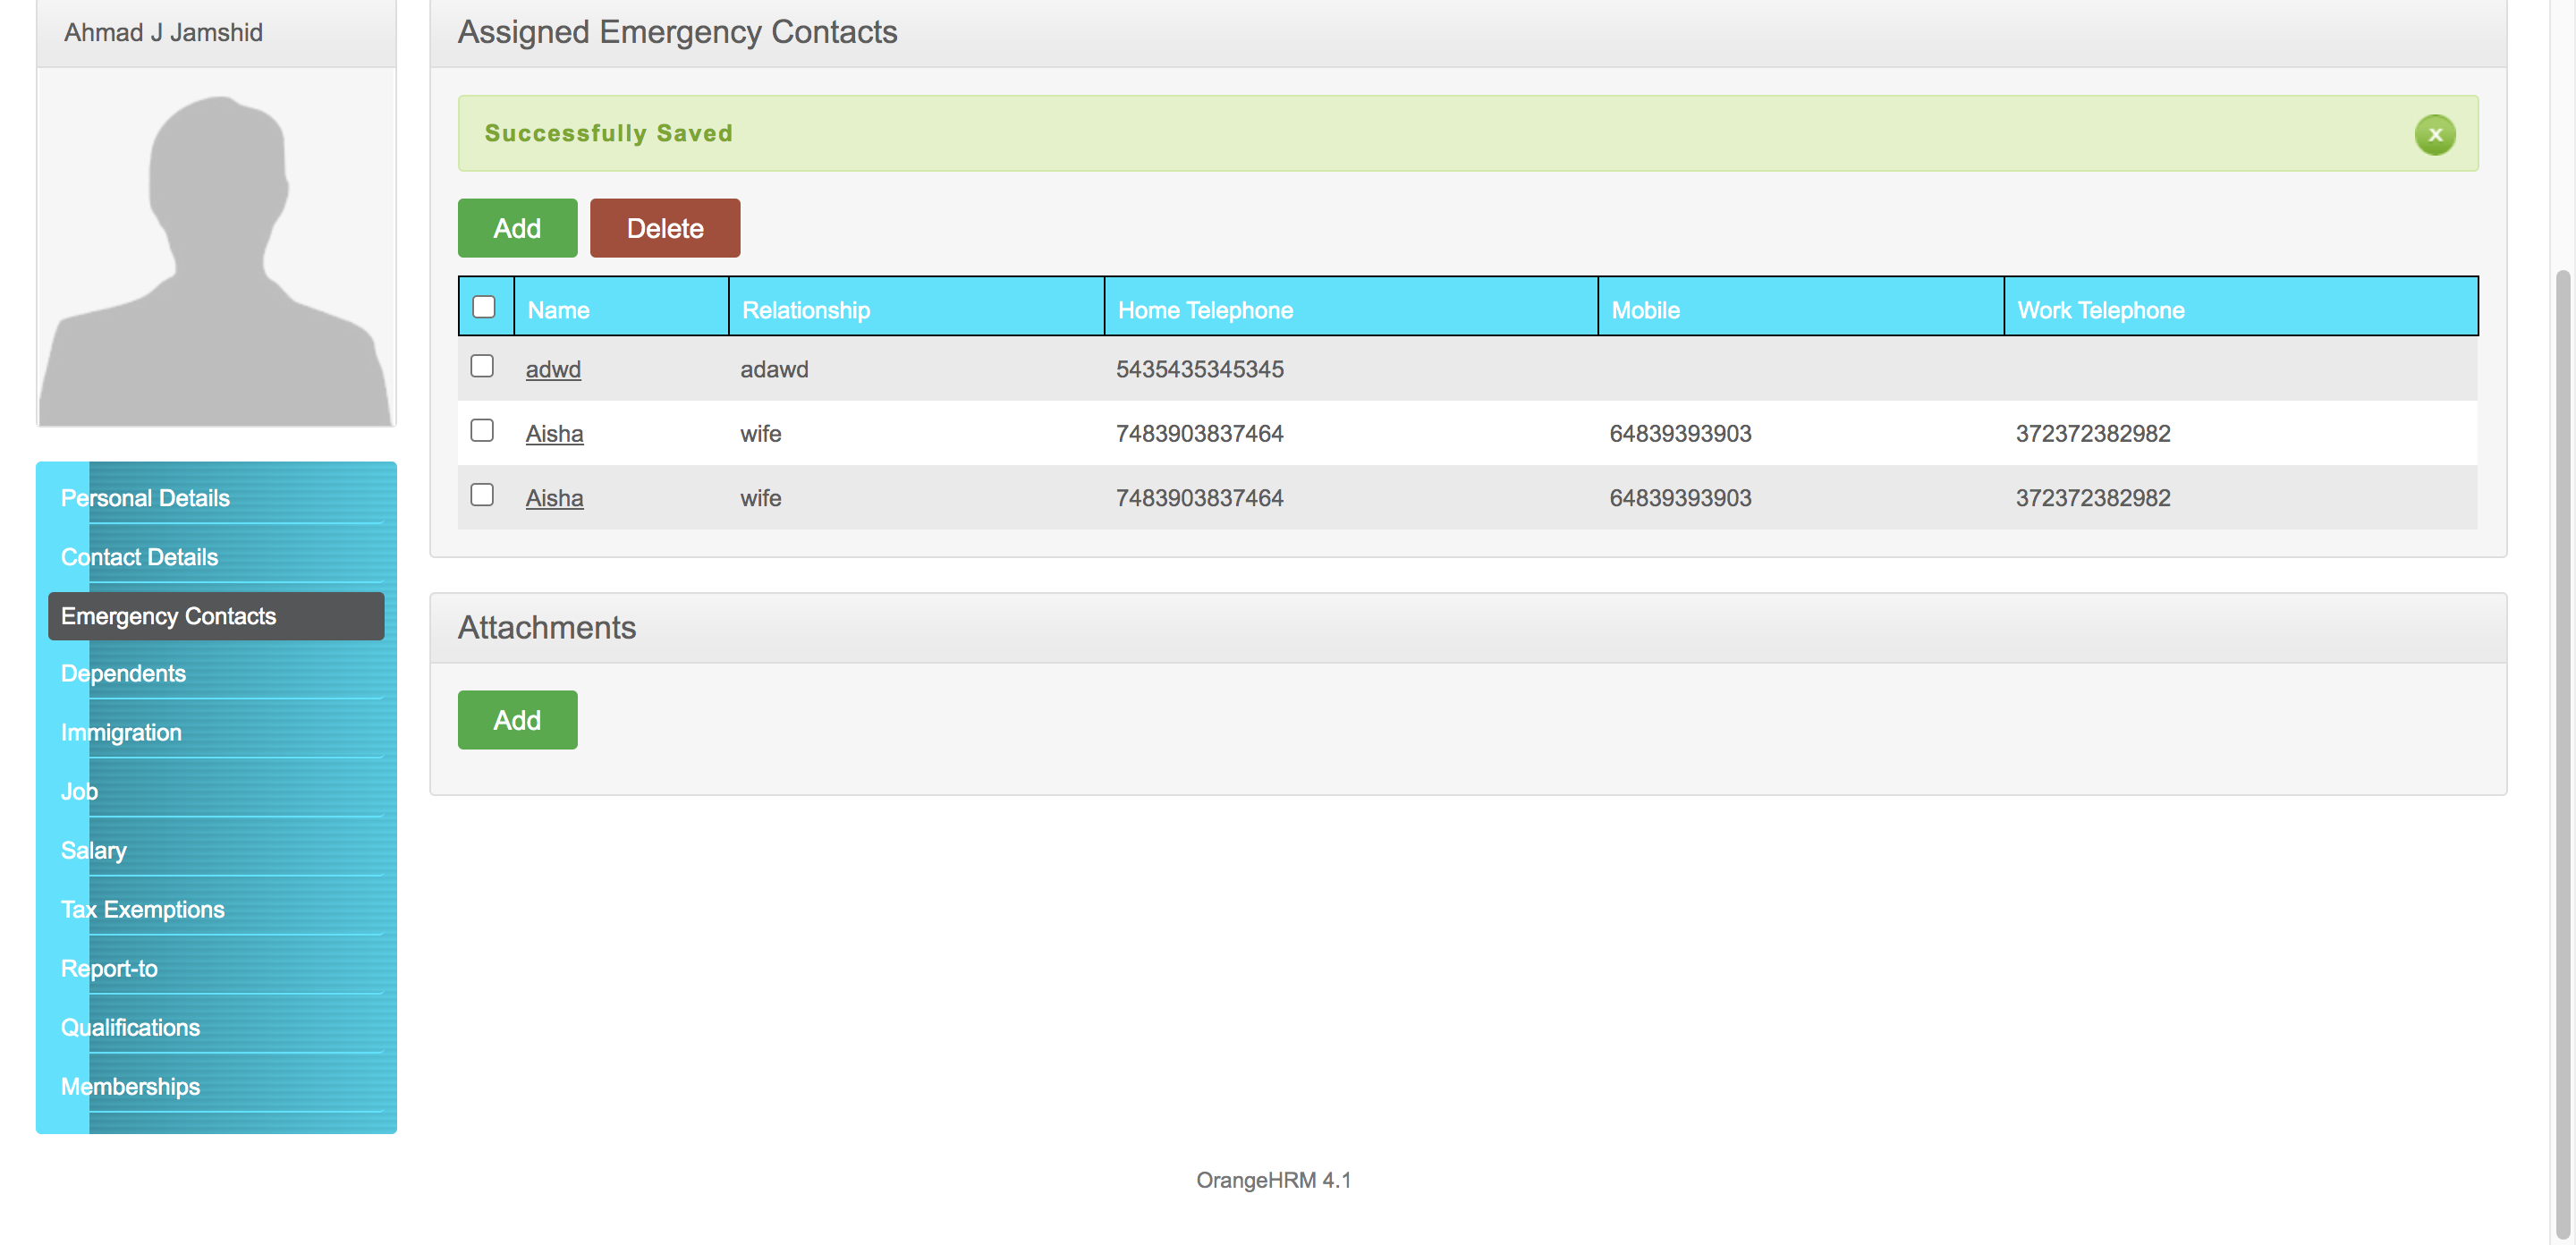 Ahmad J Jamshid
Personal Details
Contact Details
Emergency Contacts
Dependents
Immigration
Job
Salary
Tax Exemptions
Report-to
Qualifications
Memberships
Assigned Emergency Contacts
Successfully Saved x
Add Delete
Name Relationship Home Telephone Mobile Work Telephone
adwd adawd 5435435345345
Aisha wife 7483903837464 64839393903 372372382982
Aisha wife 7483903837464 64839393903 372372382982
Attachments
Add
OrangeHRM 4.1